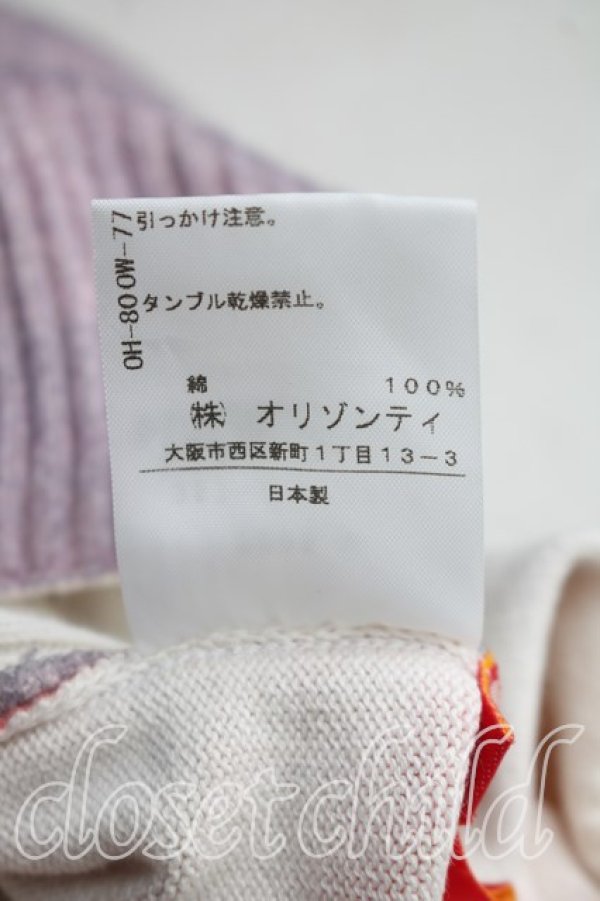 引っかけ注意。
タンブル乾燥禁止。
OH-800W-77
綿 100%
㈱ オリゾンティ
大阪市西区新町1丁目13-3
日本製
closet child